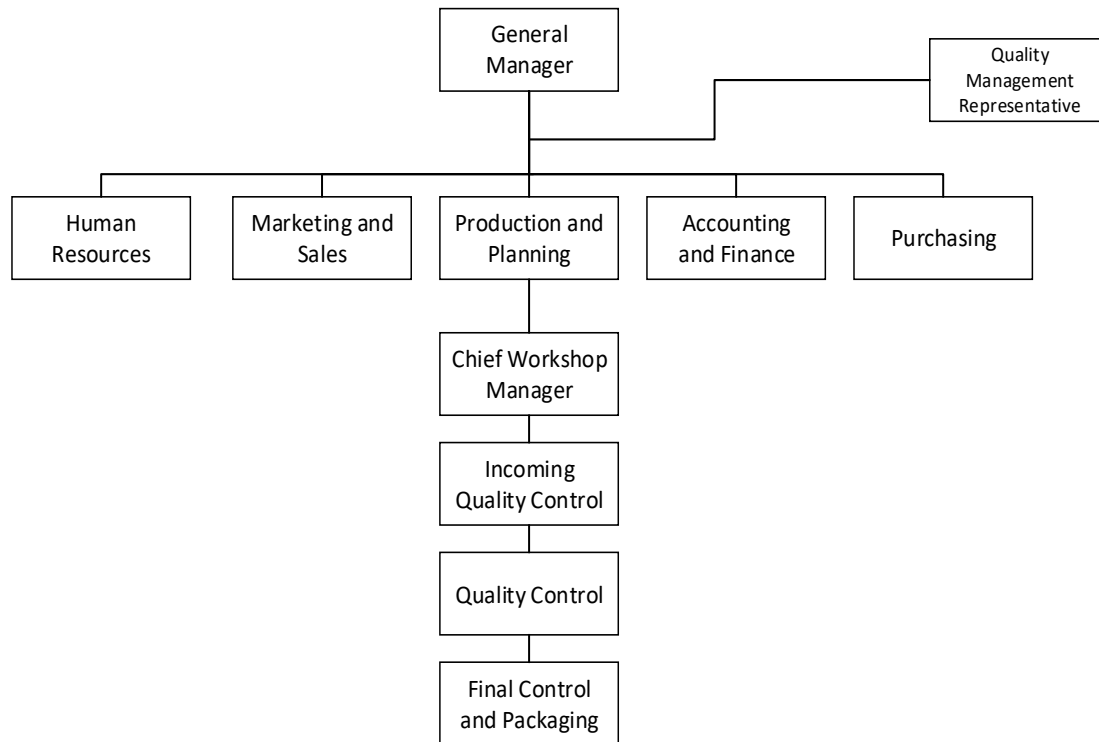 General
Manager
Quality
Management
Representative
Human
Resources
Marketing and
Sales
Production and
Planning
Accounting
and Finance
Purchasing
Chief Workshop
Manager
Incoming
Quality Control
Quality Control
Final Control
and Packaging